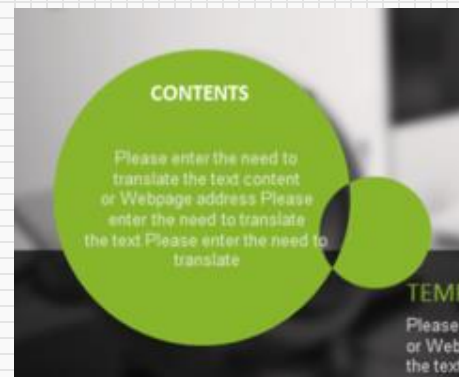 CONTENTS
Please enter the need to
translate the text content
or Webpage address Please
enter the need to translate
the text Please enter the need to
translate
TEM
Please
or Web
the text